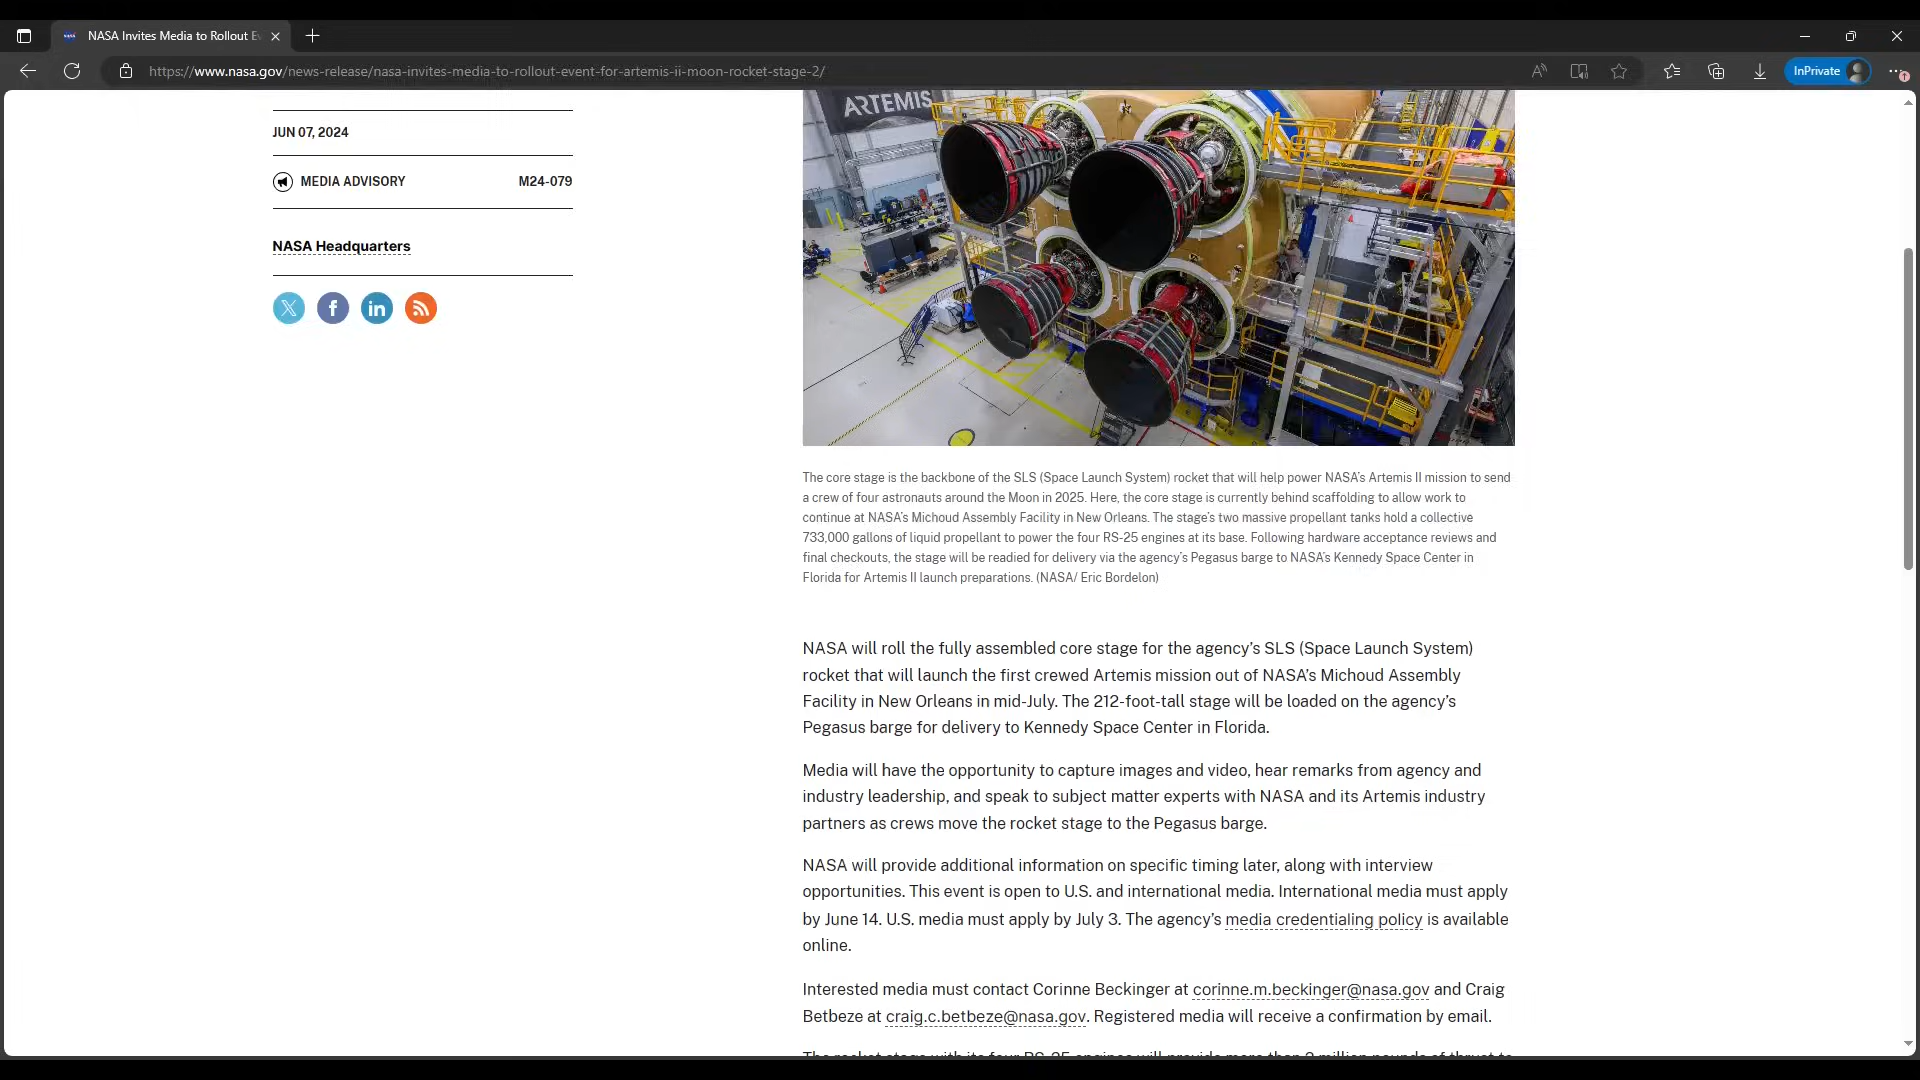 NASA Invites Media to Rollout Ev
https://www.nasa.gov/news-release/nasa-invites-media-to-rollout-event-for-artemis-ii-moon-rocket-stage-2/
InPrivate
JUN 07, 2024
MEDIA ADVISORY M24-079
NASA Headquarters
ARTEMIS
The core stage is the backbone of the SLS (Space Launch System) rocket that will help power NASA's Artemis II mission to send
a crew of four astronauts around the Moon in 2025. Here, the core stage is currently behind scaffolding to allow work to
continue at NASA's Michoud Assembly Facility in New Orleans. The stage's two massive propellant tanks hold a collective
733,000 gallons of liquid propellant to power the four RS-25 engines at its base. Following hardware acceptance reviews and
final checkouts, the stage will be readied for delivery via the agency's Pegasus barge to NASA's Kennedy Space Center in
Florida for Artemis II launch preparations. (NASA/ Eric Bordelon)
NASA will roll the fully assembled core stage for the agency's SLS (Space Launch System)
rocket that will launch the first crewed Artemis mission out of NASA's Michoud Assembly
Facility in New Orleans in mid-July. The 212-foot-tall stage will be loaded on the agency's
Pegasus barge for delivery to Kennedy Space Center in Florida.
Media will have the opportunity to capture images and video, hear remarks from agency and
industry leadership, and speak to subject matter experts with NASA and its Artemis industry
partners as crews move the rocket stage to the Pegasus barge.
NASA will provide additional information on specific timing later, along with interview
opportunities. This event is open to U.S. and international media. International media must apply
by June 14. U.S. media must apply by July 3. The agency's media credentialing policy is available
online.
Interested media must contact Corinne Beckinger at corinne.m.beckinger@nasa.gov and Craig
Betbeze at craig.c.betbeze@nasa.gov. Registered media will receive a confirmation by email.
The rocket stage with its four RS-25 engines will provide more than 2 million pounds of thrust to